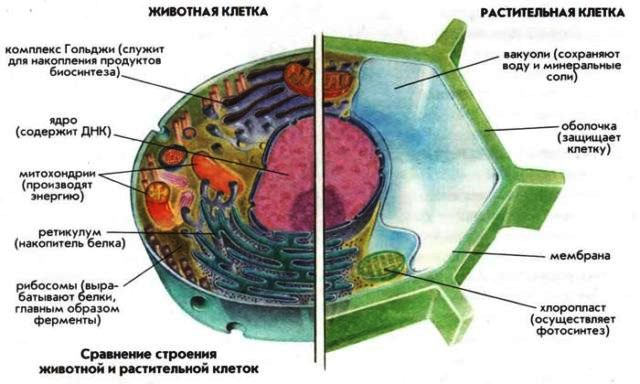 ЖИВОТНАЯ КЛЕТКА
РАСТИТЕЛЬНАЯ КЛЕТКА
комплекс Гольджи (служит
для накопления продуктов
биосинтеза)
ядро
(содержит ДНК)
митохондрии
(производят
энергию)
ретикулум
(накопитель белка)
рибосомы (выра-
батывают белки,
главным образом
ферменты)
вакуоли (сохраняют
воду и минеральные
соли)
оболочка
(защищает
клетку)
мембрана
хлоропласт
(осуществляет
фотосинтез)
Сравнение строения
животной и растительной клеток